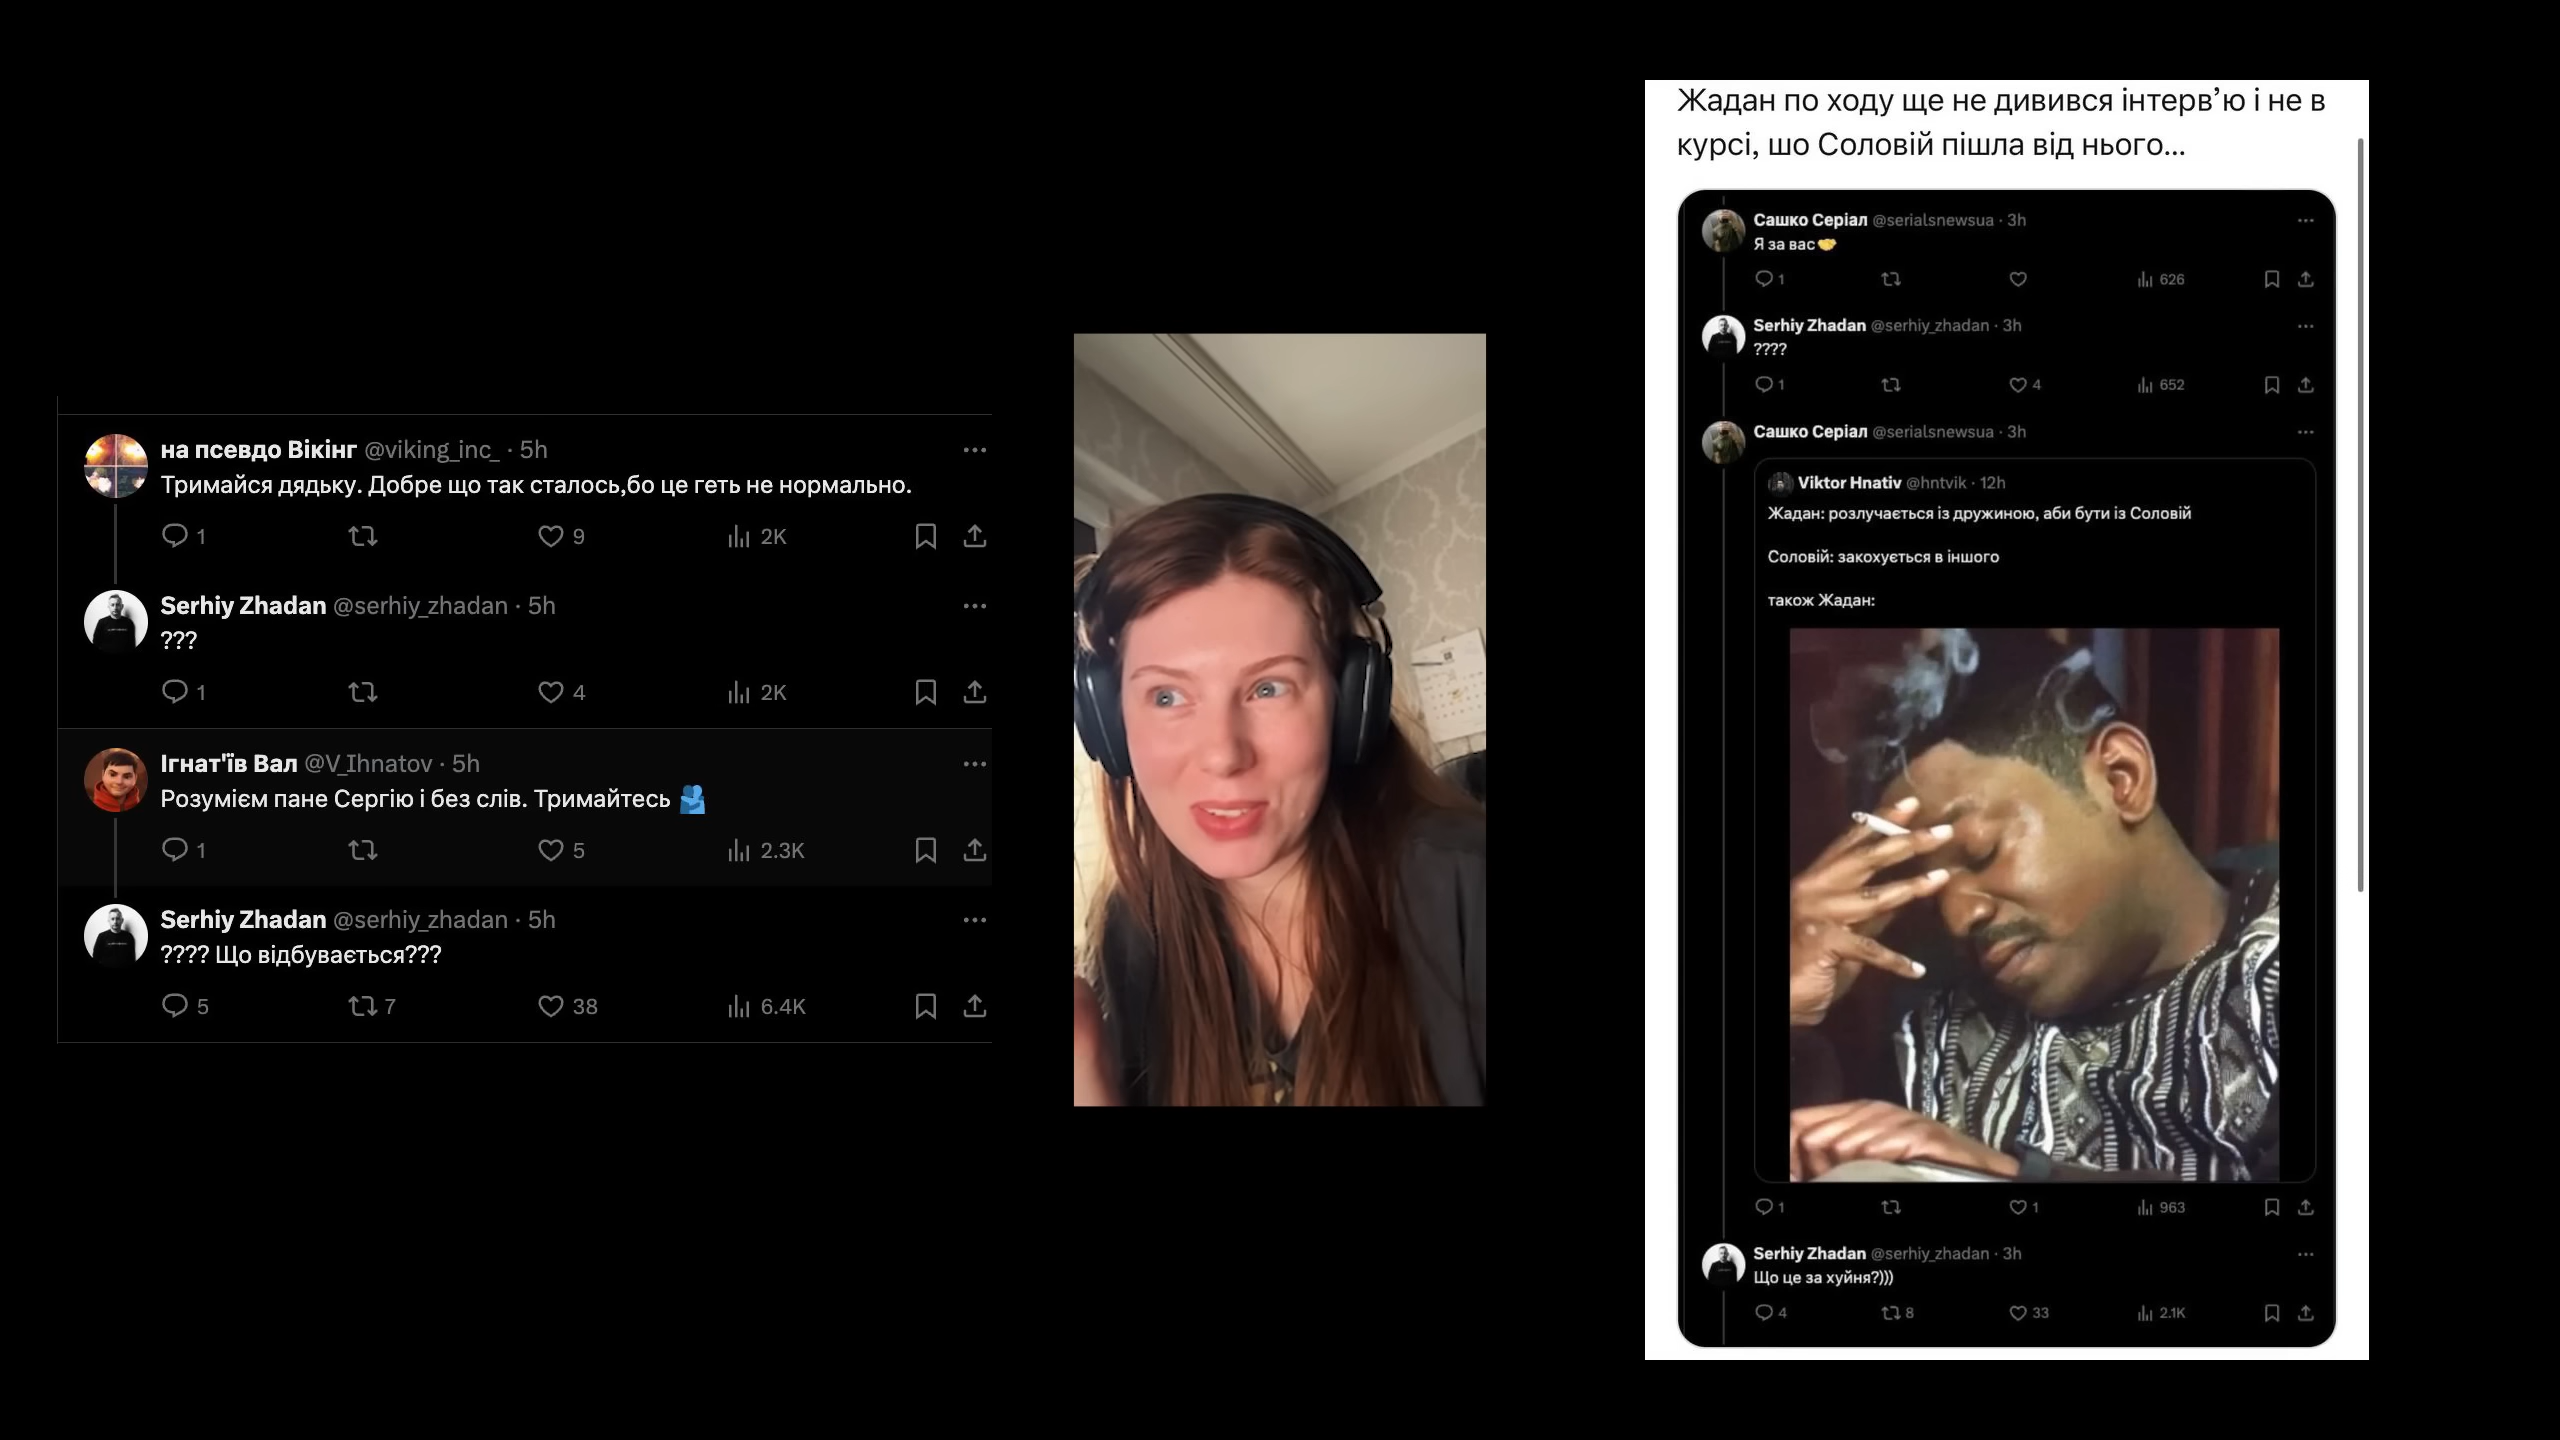 на псевдо Вікінг @viking_inc_ · 5h
Тримайся дядьку. Добре що так сталось,бо це геть не нормально.
1 9 2K
Serhiy Zhadan @serhiy_zhadan · 5h
???
1 4 2K
Ігнат'їв Вал @V_Ihnatov · 5h
Розумієм пане Сергію і без слів. Тримайтесь 🫂
1 5 2.3K
Serhiy Zhadan @serhiy_zhadan · 5h
???? Що відбувається???
5 7 38 6.4K
Жадан по ходу ще не дивився інтерв’ю і не в
курсі, шо Соловій пішла від нього...
Сашко Серіал @serialsnewsua · 3h
Я за вас🤝
1 626
Serhiy Zhadan @serhiy_zhadan · 3h
????
1 4 652
Сашко Серіал @serialsnewsua · 3h
Viktor Hnativ @hntvik · 12h
Жадан: розлучається із дружиною, аби бути із Соловій
Соловій: закохується в іншого
також Жадан:
1 1 963
Serhiy Zhadan @serhiy_zhadan · 3h
Що це за хуйня?)))
4 8 33 2.1K